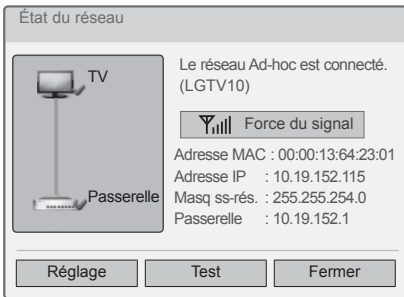 État du réseau
TV
Passerelle
Le réseau Ad-hoc est connecté.
(LGTV10)
Force du signal
Adresse MAC : 00:00:13:64:23:01
Adresse IP : 10.19.152.115
Masq ss-rés. : 255.255.254.0
Passerelle : 10.19.152.1
Réglage
Test
Fermer